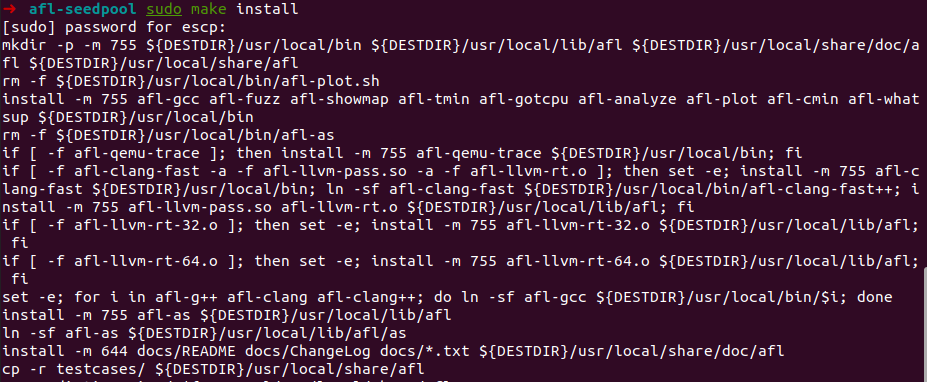 ➜ afl-seedpool sudo make install
[sudo] password for escp:
mkdir -p -m 755 ${DESTDIR}/usr/local/bin ${DESTDIR}/usr/local/lib/afl ${DESTDIR}/usr/local/share/doc/a
fl ${DESTDIR}/usr/local/share/afl
rm -f ${DESTDIR}/usr/local/bin/afl-plot.sh
install -m 755 afl-gcc afl-fuzz afl-showmap afl-tmin afl-gotcpu afl-analyze afl-plot afl-cmin afl-what
sup ${DESTDIR}/usr/local/bin
rm -f ${DESTDIR}/usr/local/bin/afl-as
if [ -f afl-qemu-trace ]; then install -m 755 afl-qemu-trace ${DESTDIR}/usr/local/bin; fi
if [ -f afl-clang-fast -a -f afl-llvm-pass.so -a -f afl-llvm-rt.o ]; then set -e; install -m 755 afl-c
lang-fast ${DESTDIR}/usr/local/bin; ln -sf afl-clang-fast ${DESTDIR}/usr/local/bin/afl-clang-fast++; i
nstall -m 755 afl-llvm-pass.so afl-llvm-rt.o ${DESTDIR}/usr/local/lib/afl; fi
if [ -f afl-llvm-rt-32.o ]; then set -e; install -m 755 afl-llvm-rt-32.o ${DESTDIR}/usr/local/lib/afl;
 fi
if [ -f afl-llvm-rt-64.o ]; then set -e; install -m 755 afl-llvm-rt-64.o ${DESTDIR}/usr/local/lib/afl;
 fi
set -e; for i in afl-g++ afl-clang afl-clang++; do ln -sf afl-gcc ${DESTDIR}/usr/local/bin/$i; done
install -m 755 afl-as ${DESTDIR}/usr/local/lib/afl
ln -sf afl-as ${DESTDIR}/usr/local/lib/afl/as
install -m 644 docs/README docs/ChangeLog docs/*.txt ${DESTDIR}/usr/local/share/doc/afl
cp -r testcases/ ${DESTDIR}/usr/local/share/afl